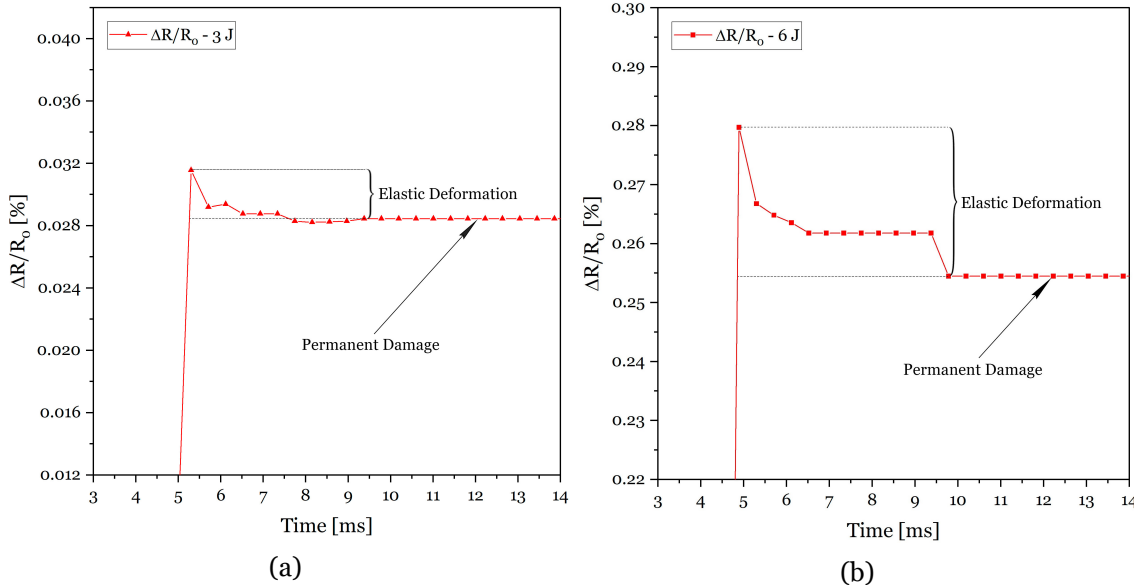 ΔR/R₀ - 3 J
0.040
0.036
0.032
0.028
0.024
0.020
0.016
0.012
ΔR/R₀ [%]
Elastic Deformation
Permanent Damage
3 4 5 6 7 8 9 10 11 12 13 14
Time [ms]
(a)
ΔR/R₀ - 6 J
0.30
0.29
0.28
0.27
0.26
0.25
0.24
0.23
0.22
ΔR/R₀ [%]
Elastic Deformation
Permanent Damage
3 4 5 6 7 8 9 10 11 12 13 14
Time [ms]
(b)